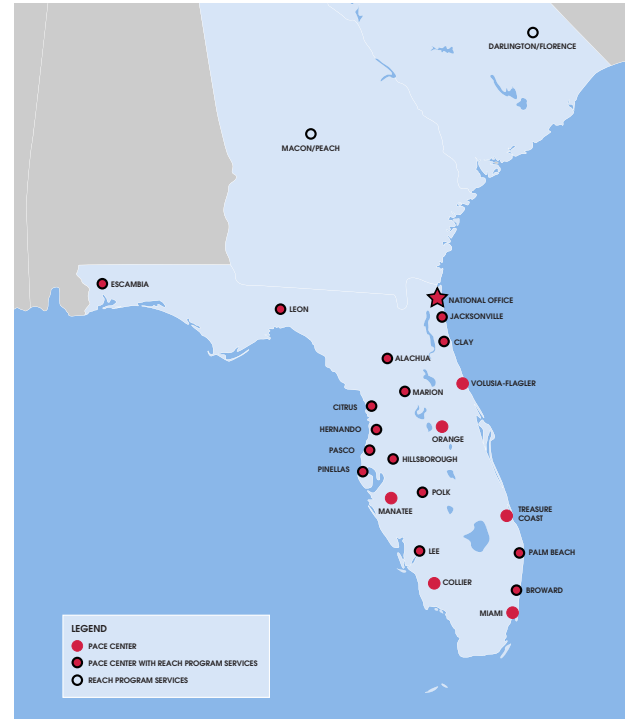 DARLINGTON/FLORENCE
MACON/PEACH
ESCAMBIA
LEON
NATIONAL OFFICE
JACKSONVILLE
CLAY
ALACHUA
VOLUSIA-FLAGLER
MARION
CITRUS
HERNANDO
ORANGE
PASCO
HILLSBOROUGH
PINELLAS
POLK
MANATEE
TREASURE
COAST
LEE
PALM BEACH
COLLIER
BROWARD
MIAMI
LEGEND
PACE CENTER
PACE CENTER WITH REACH PROGRAM SERVICES
REACH PROGRAM SERVICES